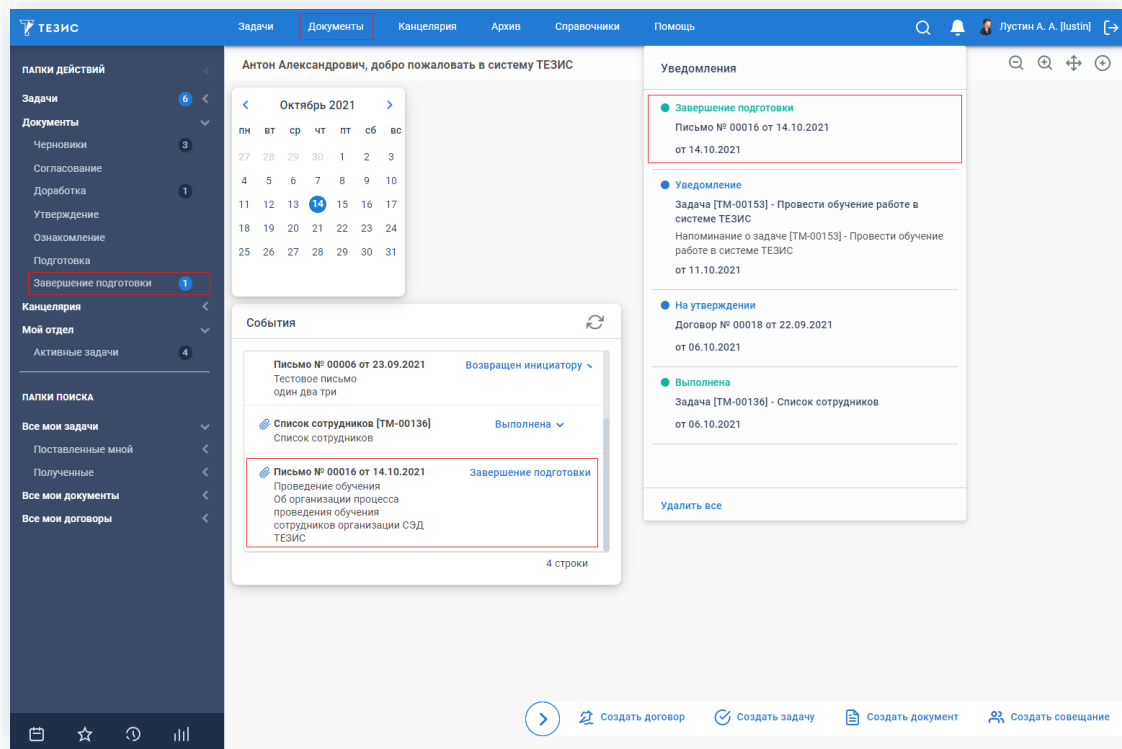 ТЕЗИС
Задачи Документы Канцелярия Архив Справочники Помощь
Лустин А. А. [lustin]
ПАПКИ ДЕЙСТВИЙ
Задачи 6
Документы
Черновики 3
Согласование
Доработка 1
Утверждение
Ознакомление
Подготовка
Завершение подготовки 1
Канцелярия
Мой отдел
Активные задачи 4
ПАПКИ ПОИСКА
Все мои задачи
Поставленные мной
Полученные
Все мои документы
Все мои договоры
Антон Александрович, добро пожаловать в систему ТЕЗИС
Октябрь 2021
пн вт ср чт пт сб вс
27 28 29 30 1 2 3
4 5 6 7 8 9 10
11 12 13 14 15 16 17
18 19 20 21 22 23 24
25 26 27 28 29 30 31
События
Письмо № 00006 от 23.09.2021 Возвращен инициатору
Тестовое письмо
один два три
Список сотрудников [ТМ-00136] Выполнена
Список сотрудников
Письмо № 00016 от 14.10.2021 Завершение подготовки
Проведение обучения
Об организации процесса
проведения обучения
сотрудников организации СЭД
ТЕЗИС
4 строки
Уведомления
Завершение подготовки
Письмо № 00016 от 14.10.2021
от 14.10.2021
Уведомление
Задача [ТМ-00153] - Провести обучение работе в
системе ТЕЗИС
Напоминание о задаче [ТМ-00153] - Провести обучение
работе в системе ТЕЗИС
от 11.10.2021
На утверждении
Договор № 00018 от 22.09.2021
от 06.10.2021
Выполнена
Задача [ТМ-00136] - Список сотрудников
от 06.10.2021
Удалить все
Создать договор Создать задачу Создать документ Создать совещание